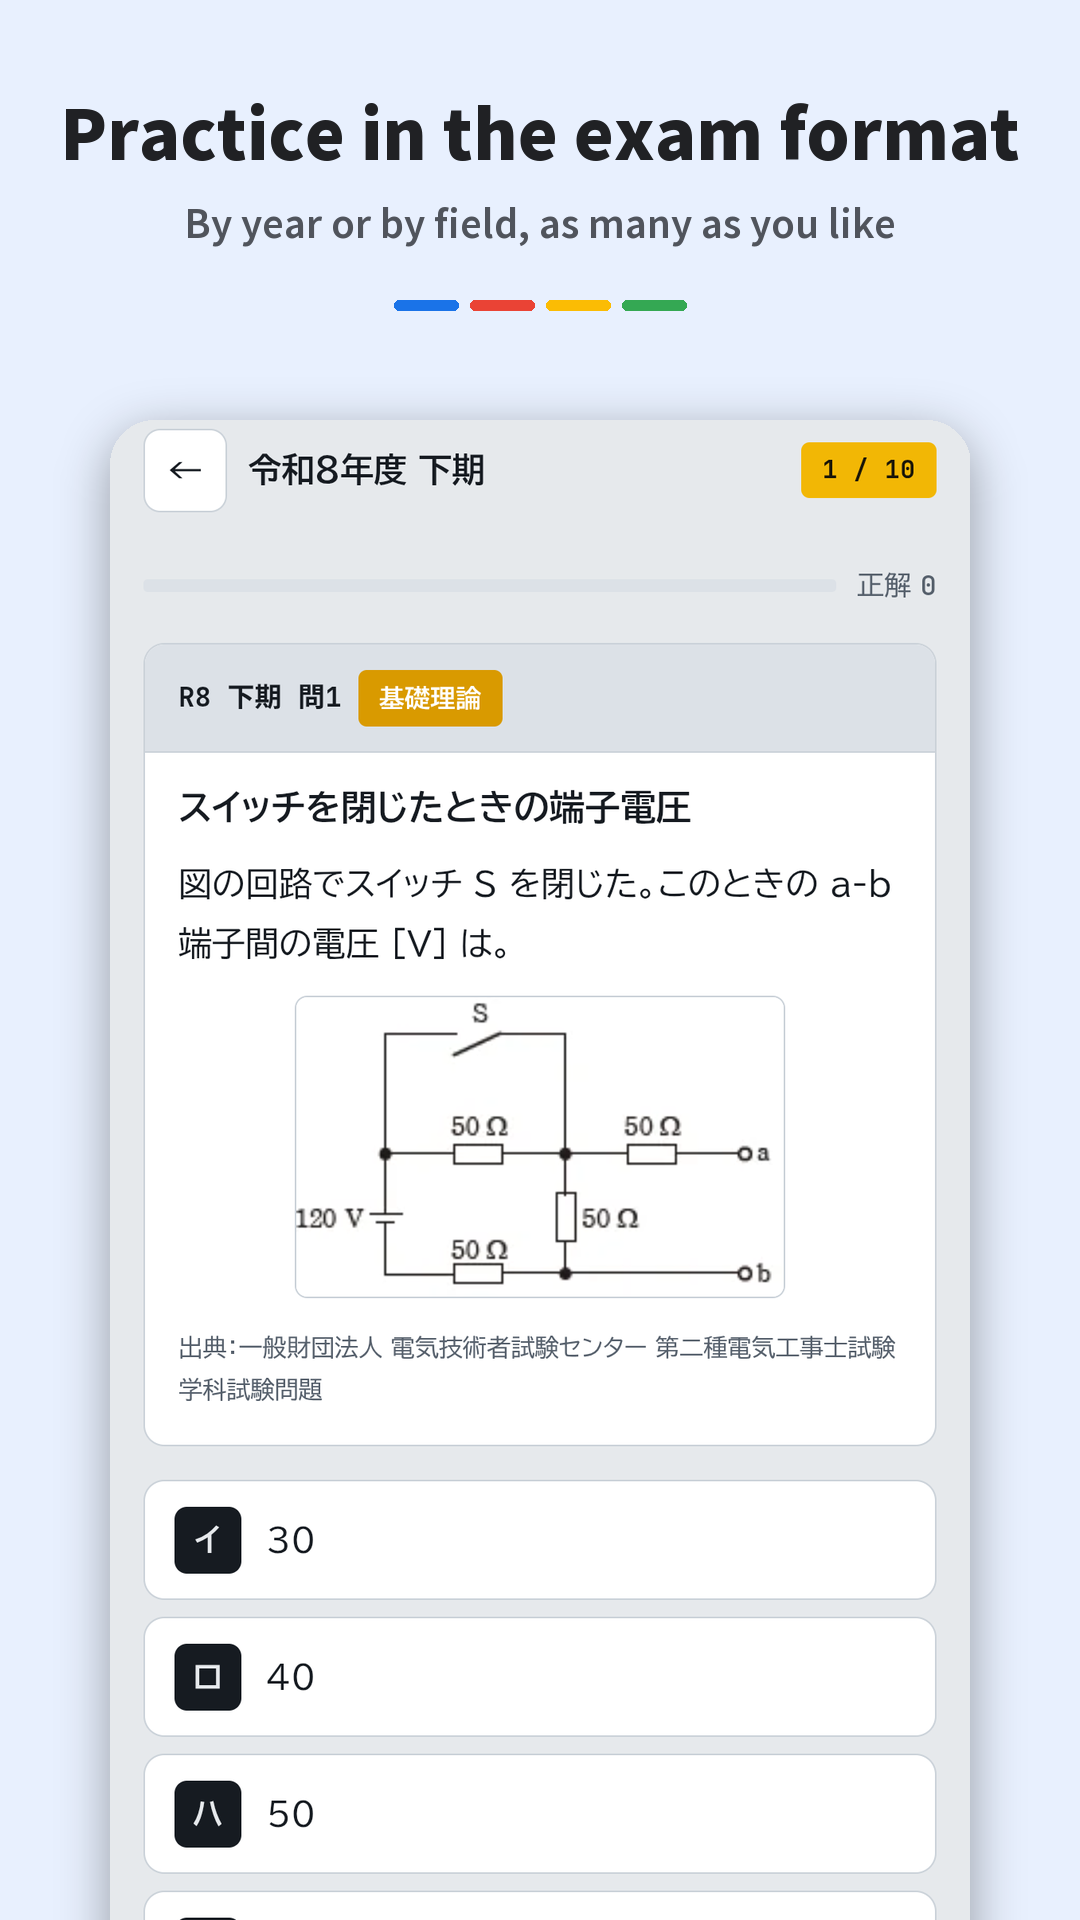 Practice in the exam format
By year or by field, as many as you like
← 令和8年度 下期
1 / 10
正解 0
R8 下期 問1 基礎理論
スイッチを閉じたときの端子電圧
図の回路でスイッチ S を閉じた。このときの a-b
端子間の電圧 [V] は。
S
50 Ω 50 Ω
a
120 V 50 Ω
50 Ω
b
出典：一般財団法人 電気技術者試験センター 第二種電気工事士試験
学科試験問題
イ 30
ロ 40
ハ 50